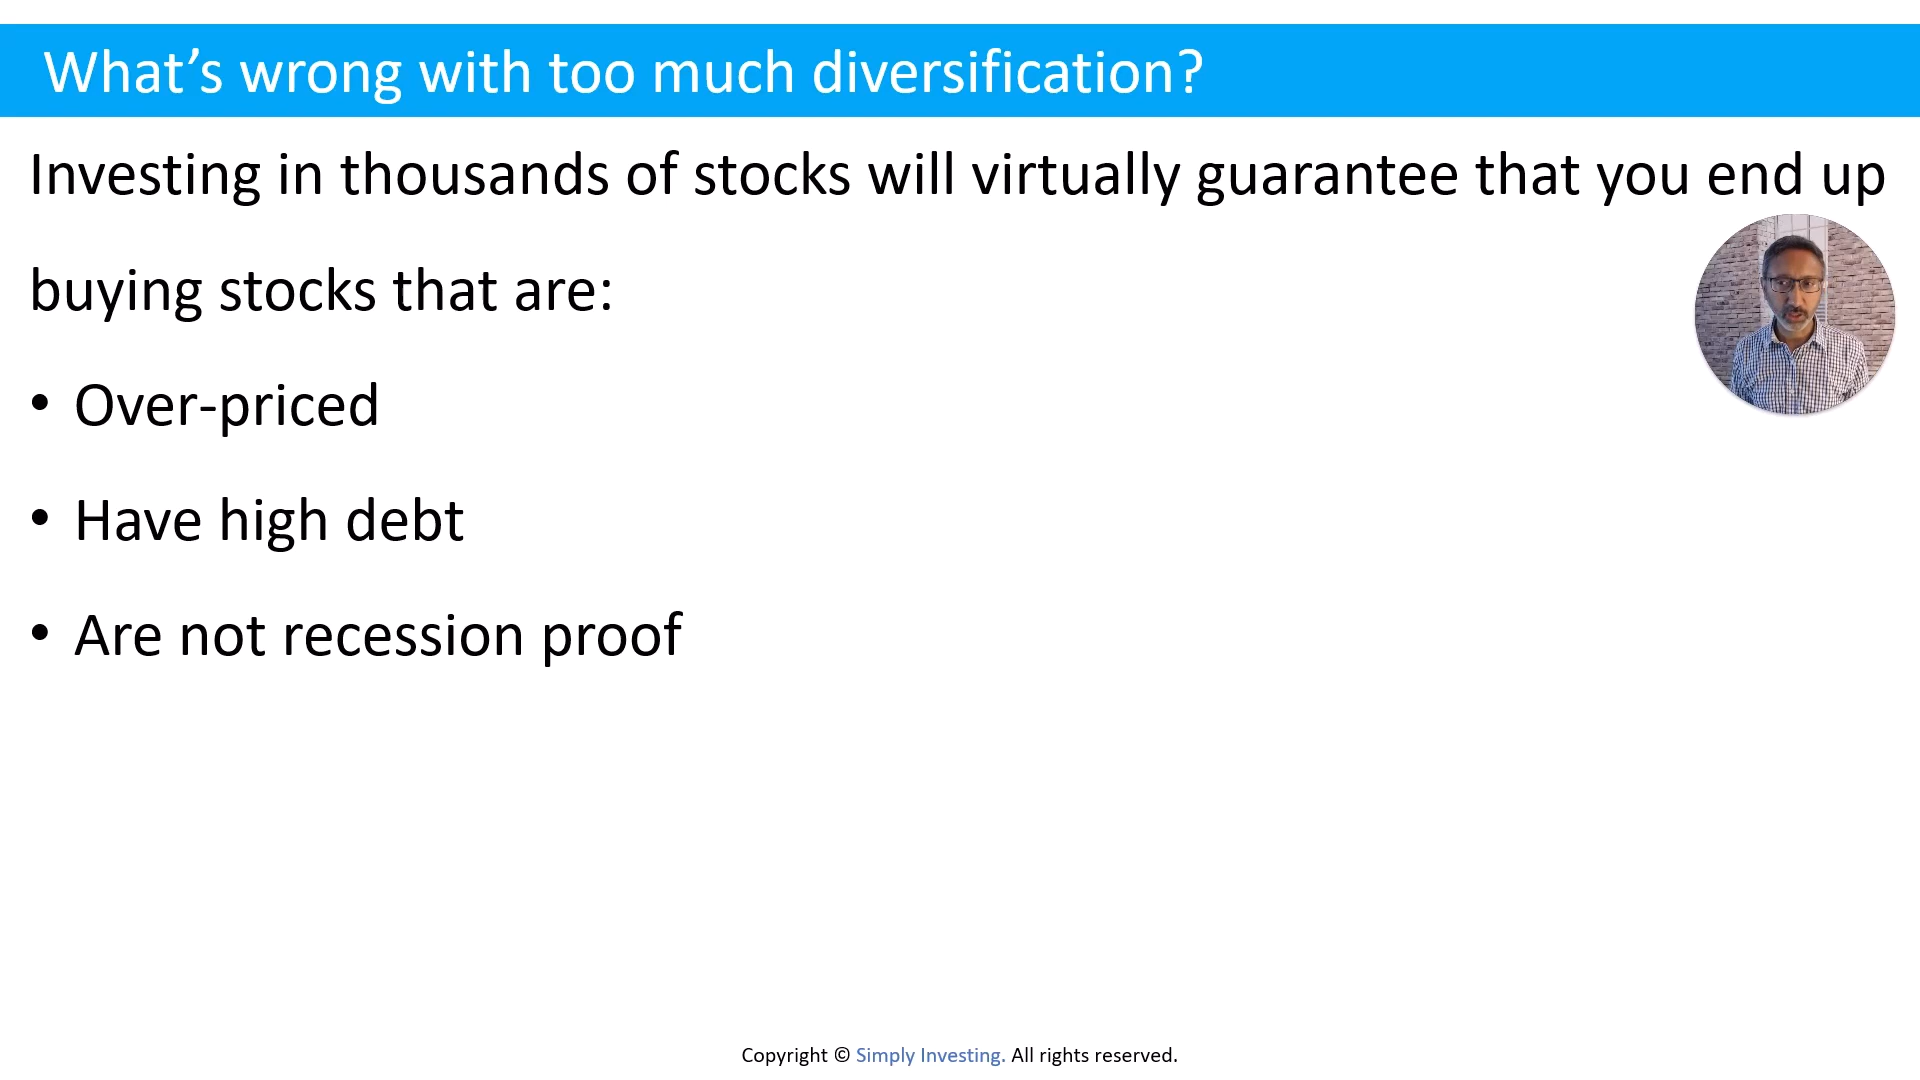 What’s wrong with too much diversification?
Investing in thousands of stocks will virtually guarantee that you end up
buying stocks that are:
• Over-priced
• Have high debt
• Are not recession proof
Copyright © Simply Investing. All rights reserved.